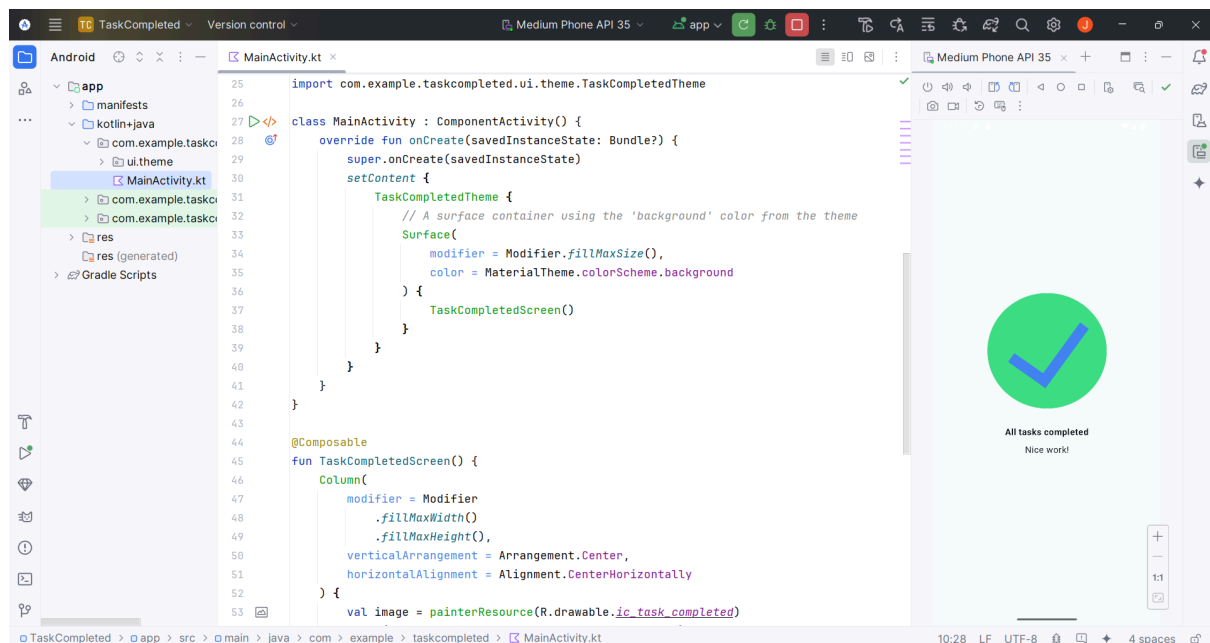 TC TaskCompleted Version control Medium Phone API 35 app J
Android MainActivity.kt Medium Phone API 35
app
manifests
kotlin+java
com.example.taskco
ui.theme
MainActivity.kt
com.example.taskco
com.example.taskco
res
res (generated)
Gradle Scripts
25 import com.example.taskcompleted.ui.theme.TaskCompletedTheme
26
27 class MainActivity : ComponentActivity() {
28 override fun onCreate(savedInstanceState: Bundle?) {
29 super.onCreate(savedInstanceState)
30 setContent {
31 TaskCompletedTheme {
32 // A surface container using the 'background' color from the theme
33 Surface(
34 modifier = Modifier.fillMaxSize(),
35 color = MaterialTheme.colorScheme.background
36 ) {
37 TaskCompletedScreen()
38 }
39 }
40 }
41 }
42 }
43
44 @Composable
45 fun TaskCompletedScreen() {
46 Column(
47 modifier = Modifier
48 .fillMaxWidth()
49 .fillMaxHeight(),
50 verticalArrangement = Arrangement.Center,
51 horizontalAlignment = Alignment.CenterHorizontally
52 ) {
53 val image = painterResource(R.drawable.ic_task_completed)
All tasks completed
Nice work!
1:1
TaskCompleted > app > src > main > java > com > example > taskcompleted > MainActivity.kt 10:28 LF UTF-8 4 spaces